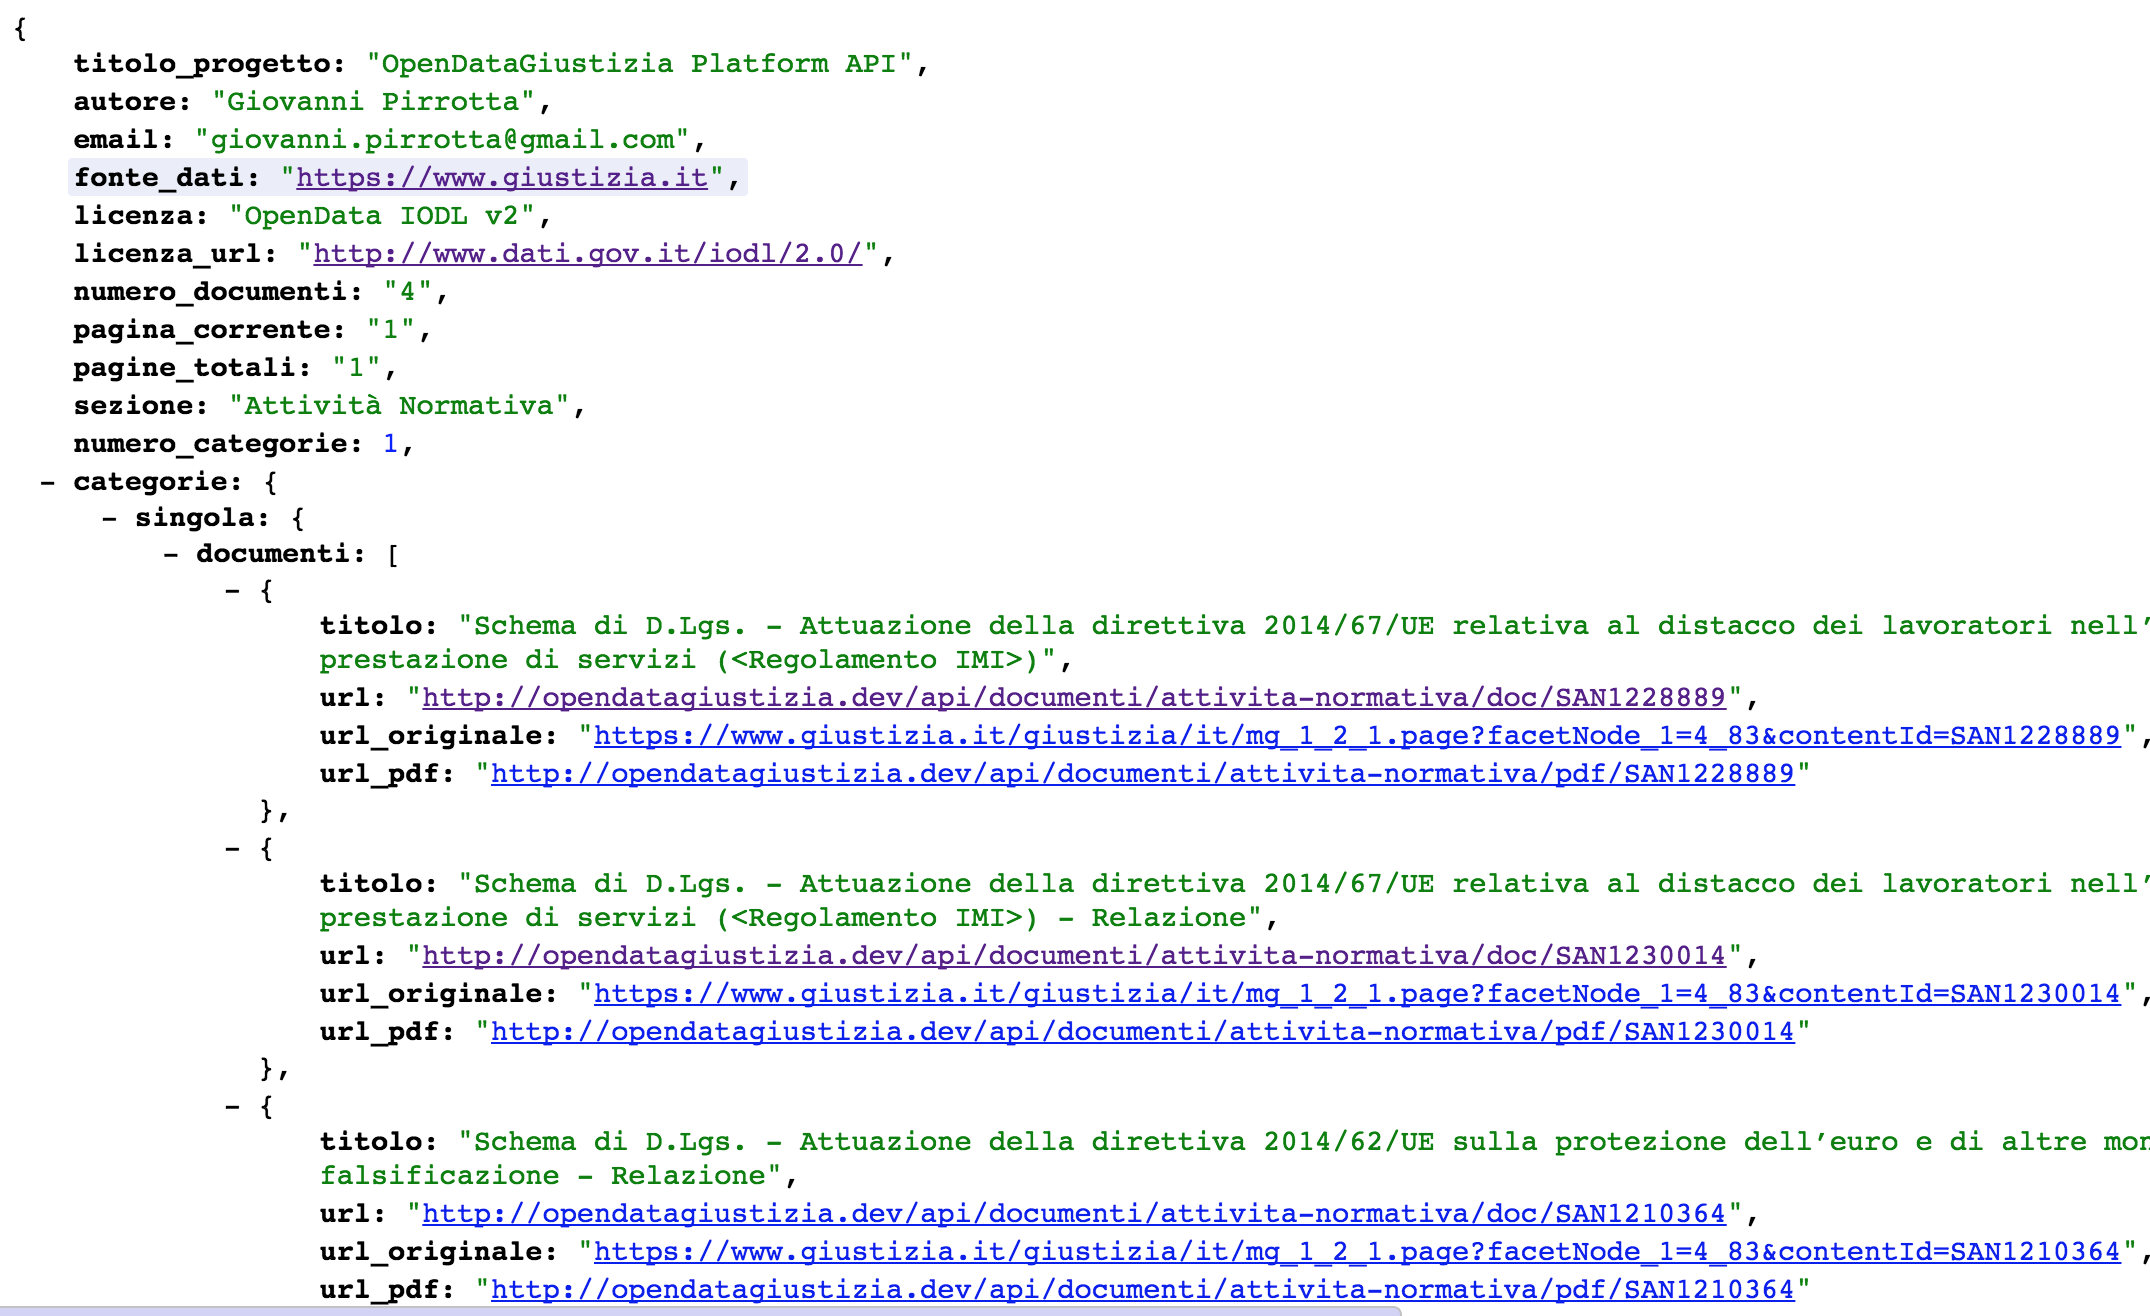 {
titolo_progetto: "OpenDataGiustizia Platform API",
autore: "Giovanni Pirrotta",
email: "giovanni.pirrotta@gmail.com",
fonte_dati: "https://www.giustizia.it",
licenza: "OpenData IODL v2",
licenza_url: "http://www.dati.gov.it/iodl/2.0/",
numero_documenti: "4",
pagina_corrente: "1",
pagine_totali: "1",
sezione: "Attività Normativa",
numero_categorie: 1,
- categorie: {
- singola: {
- documenti: [
- {
titolo: "Schema di D.Lgs. - Attuazione della direttiva 2014/67/UE relativa al distacco dei lavoratori nell’
prestazione di servizi (<Regolamento IMI>)",
url: "http://opendatagiustizia.dev/api/documenti/attivita-normativa/doc/SAN1228889",
url_originale: "https://www.giustizia.it/giustizia/it/mg_1_2_1.page?facetNode_1=4_83&contentId=SAN1228889",
url_pdf: "http://opendatagiustizia.dev/api/documenti/attivita-normativa/pdf/SAN1228889"
},
- {
titolo: "Schema di D.Lgs. - Attuazione della direttiva 2014/67/UE relativa al distacco dei lavoratori nell’
prestazione di servizi (<Regolamento IMI>) - Relazione",
url: "http://opendatagiustizia.dev/api/documenti/attivita-normativa/doc/SAN1230014",
url_originale: "https://www.giustizia.it/giustizia/it/mg_1_2_1.page?facetNode_1=4_83&contentId=SAN1230014",
url_pdf: "http://opendatagiustizia.dev/api/documenti/attivita-normativa/pdf/SAN1230014"
},
- {
titolo: "Schema di D.Lgs. - Attuazione della direttiva 2014/62/UE sulla protezione dell’euro e di altre
falsificazione - Relazione",
url: "http://opendatagiustizia.dev/api/documenti/attivita-normativa/doc/SAN1210364",
url_originale: "https://www.giustizia.it/giustizia/it/mg_1_2_1.page?facetNode_1=4_83&contentId=SAN1210364",
url_pdf: "http://opendatagiustizia.dev/api/documenti/attivita-normativa/pdf/SAN1210364"